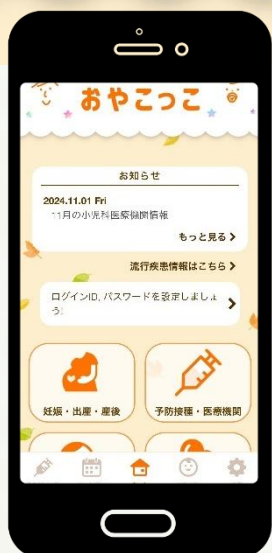 おやこっこ
お知らせ
2024.11.01 Fri
11月の小児科医療機関情報
もっと見る
流行疾患情報はこちら
ログインID, パスワードを設定しましょ
う!
妊娠・出産・産後
予防接種・医療機関